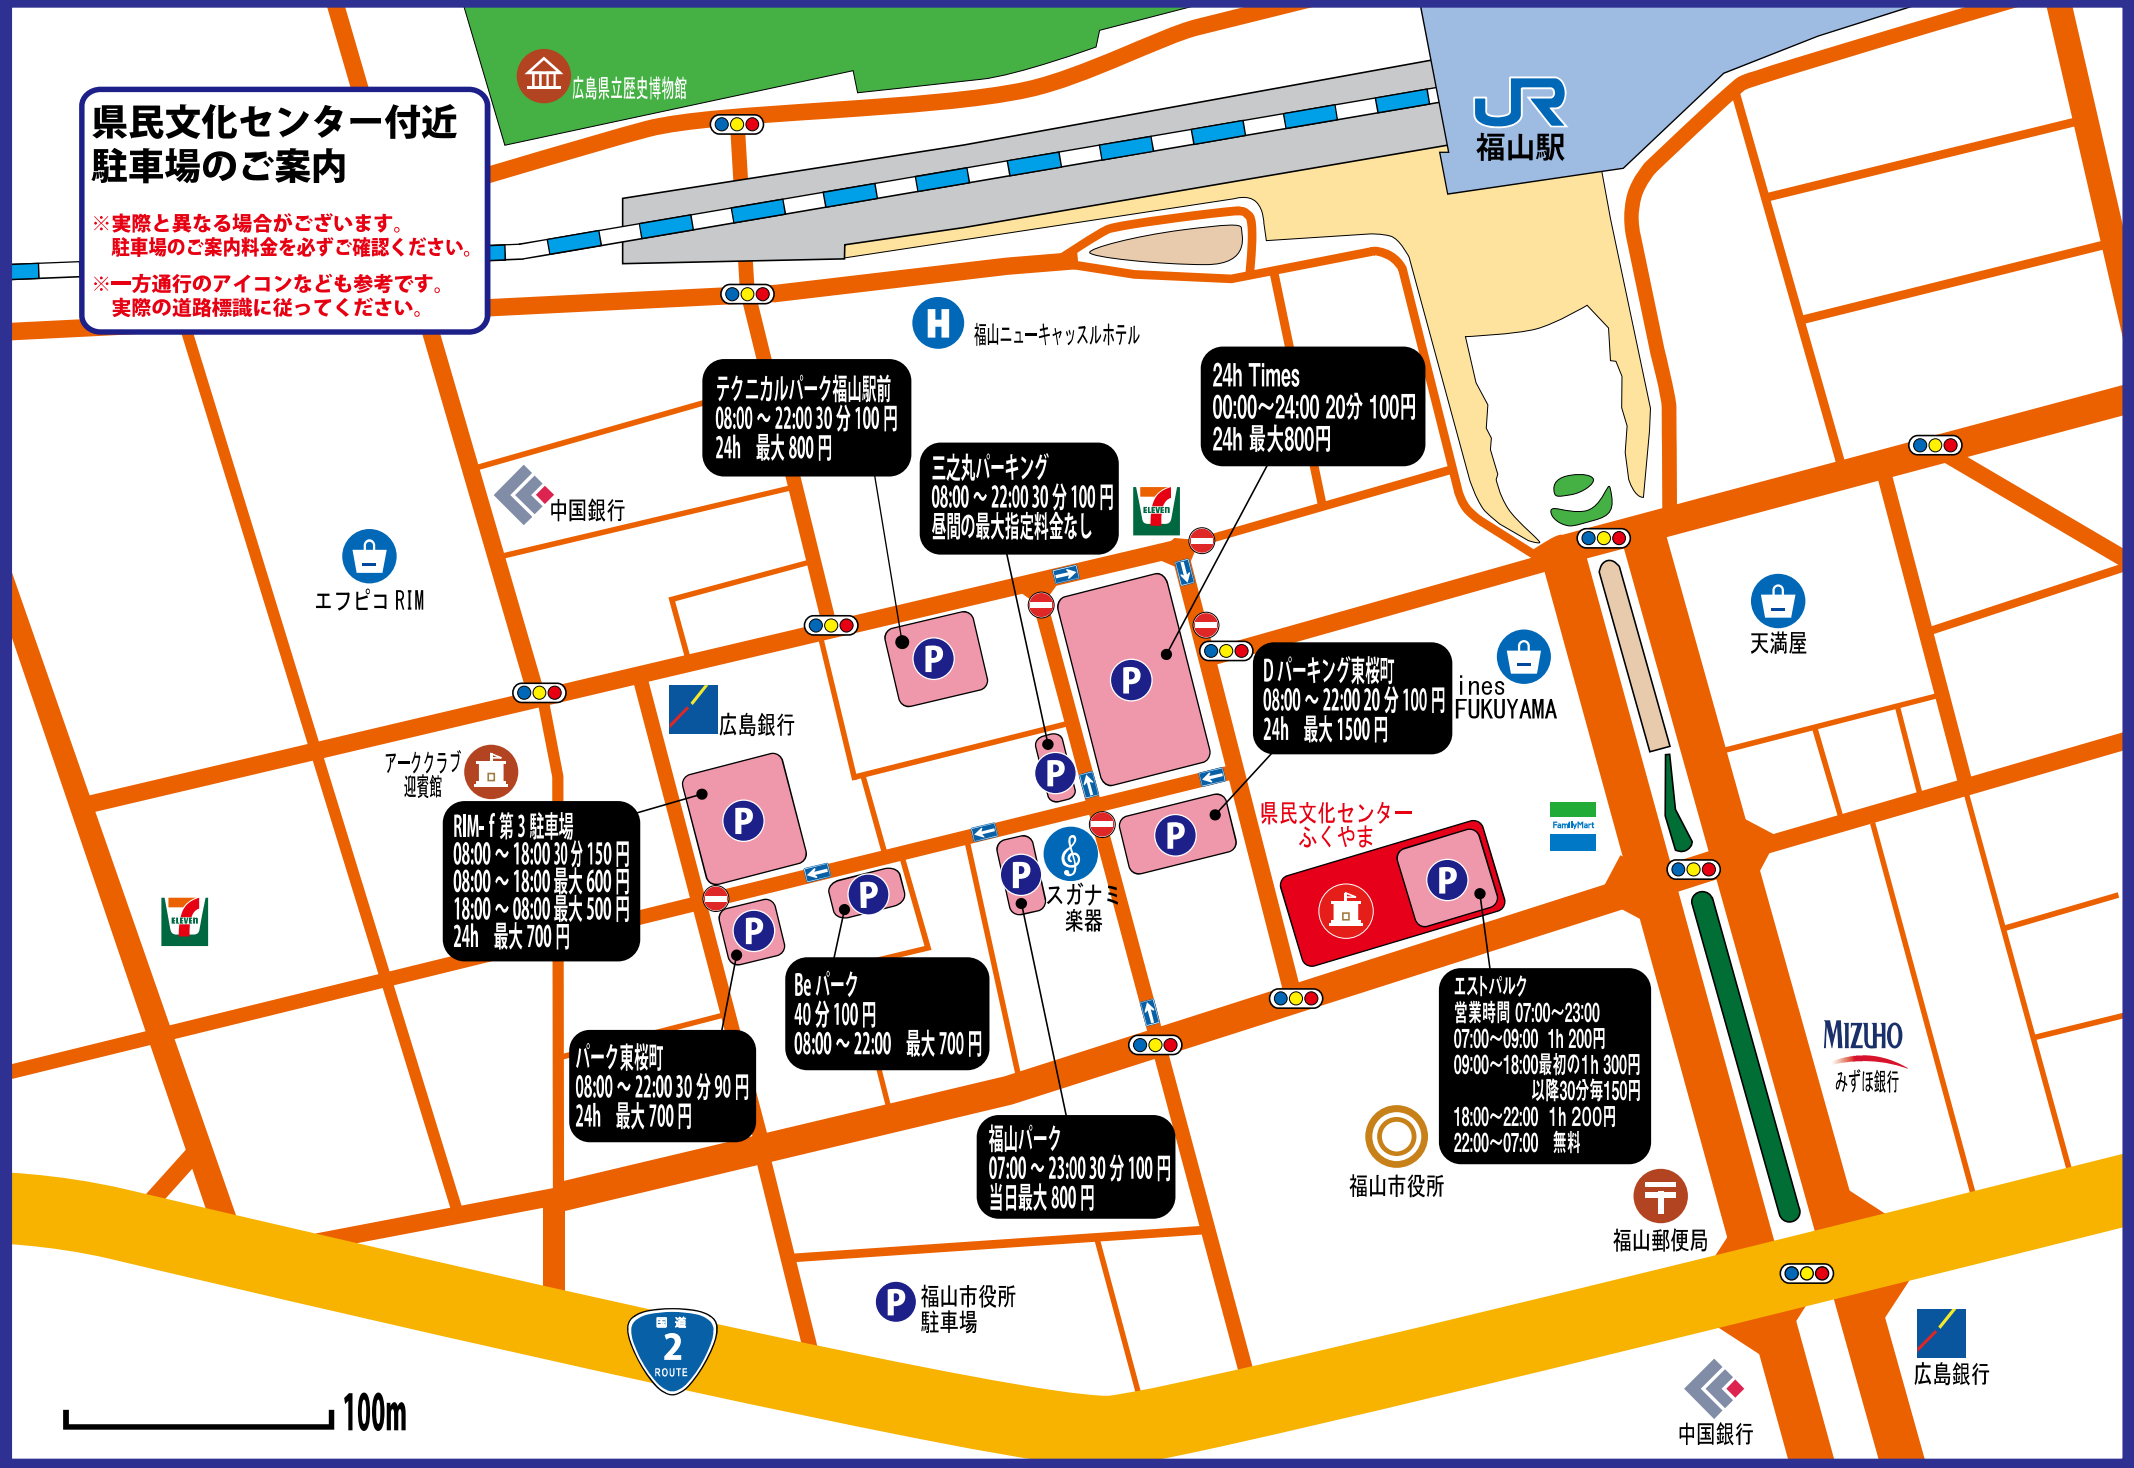 県民文化センター付近
駐車場のご案内
※実際と異なる場合がございます。
駐車場のご案内料金を必ずご確認ください。
※一方通行のアイコンなども参考です。
実際の道路標識に従ってください。
広島県立歴史博物館
JR
福山駅
福山ニューキャッスルホテル
H
テクニカルパーク福山駅前
08:00 ~ 22:00 30分 100円
24h 最大 800円
24h Times
00:00~24:00 20分 100円
24h 最大800円
三之丸パーキング
08:00 ~ 22:00 30分 100円
昼間の最大指定料金なし
7
ELEVEN
中国銀行
エフピコRIM
天満屋
P
P
Dパーキング東桜町
08:00 ~ 22:00 20分 100円
24h 最大 1500円
ines
FUKUYAMA
広島銀行
アーククラブ
迎賓館
P
P
P
RIM-f 第3駐車場
08:00 ~ 18:00 30分 150円
08:00 ~ 18:00 最大 600円
18:00 ~ 08:00 最大 500円
24h 最大 700円
県民文化センター
ふくやま
FamilyMart
P
P
P
P
スガナミ
楽器
7
ELEVEN
Beパーク
40分 100円
08:00 ~ 22:00 最大 700円
エストパルク
営業時間 07:00~23:00
07:00~09:00 1h 200円
09:00~18:00最初の1h 300円
以降30分毎150円
18:00~22:00 1h 200円
22:00~07:00 無料
パーク東桜町
08:00 ~ 22:00 30分 90円
24h 最大 700円
MIZUHO
みずほ銀行
福山パーク
07:00 ~ 23:00 30分 100円
当日最大 800円
福山市役所
福山郵便局
P
福山市役所
駐車場
国道
2
ROUTE
広島銀行
中国銀行
100m